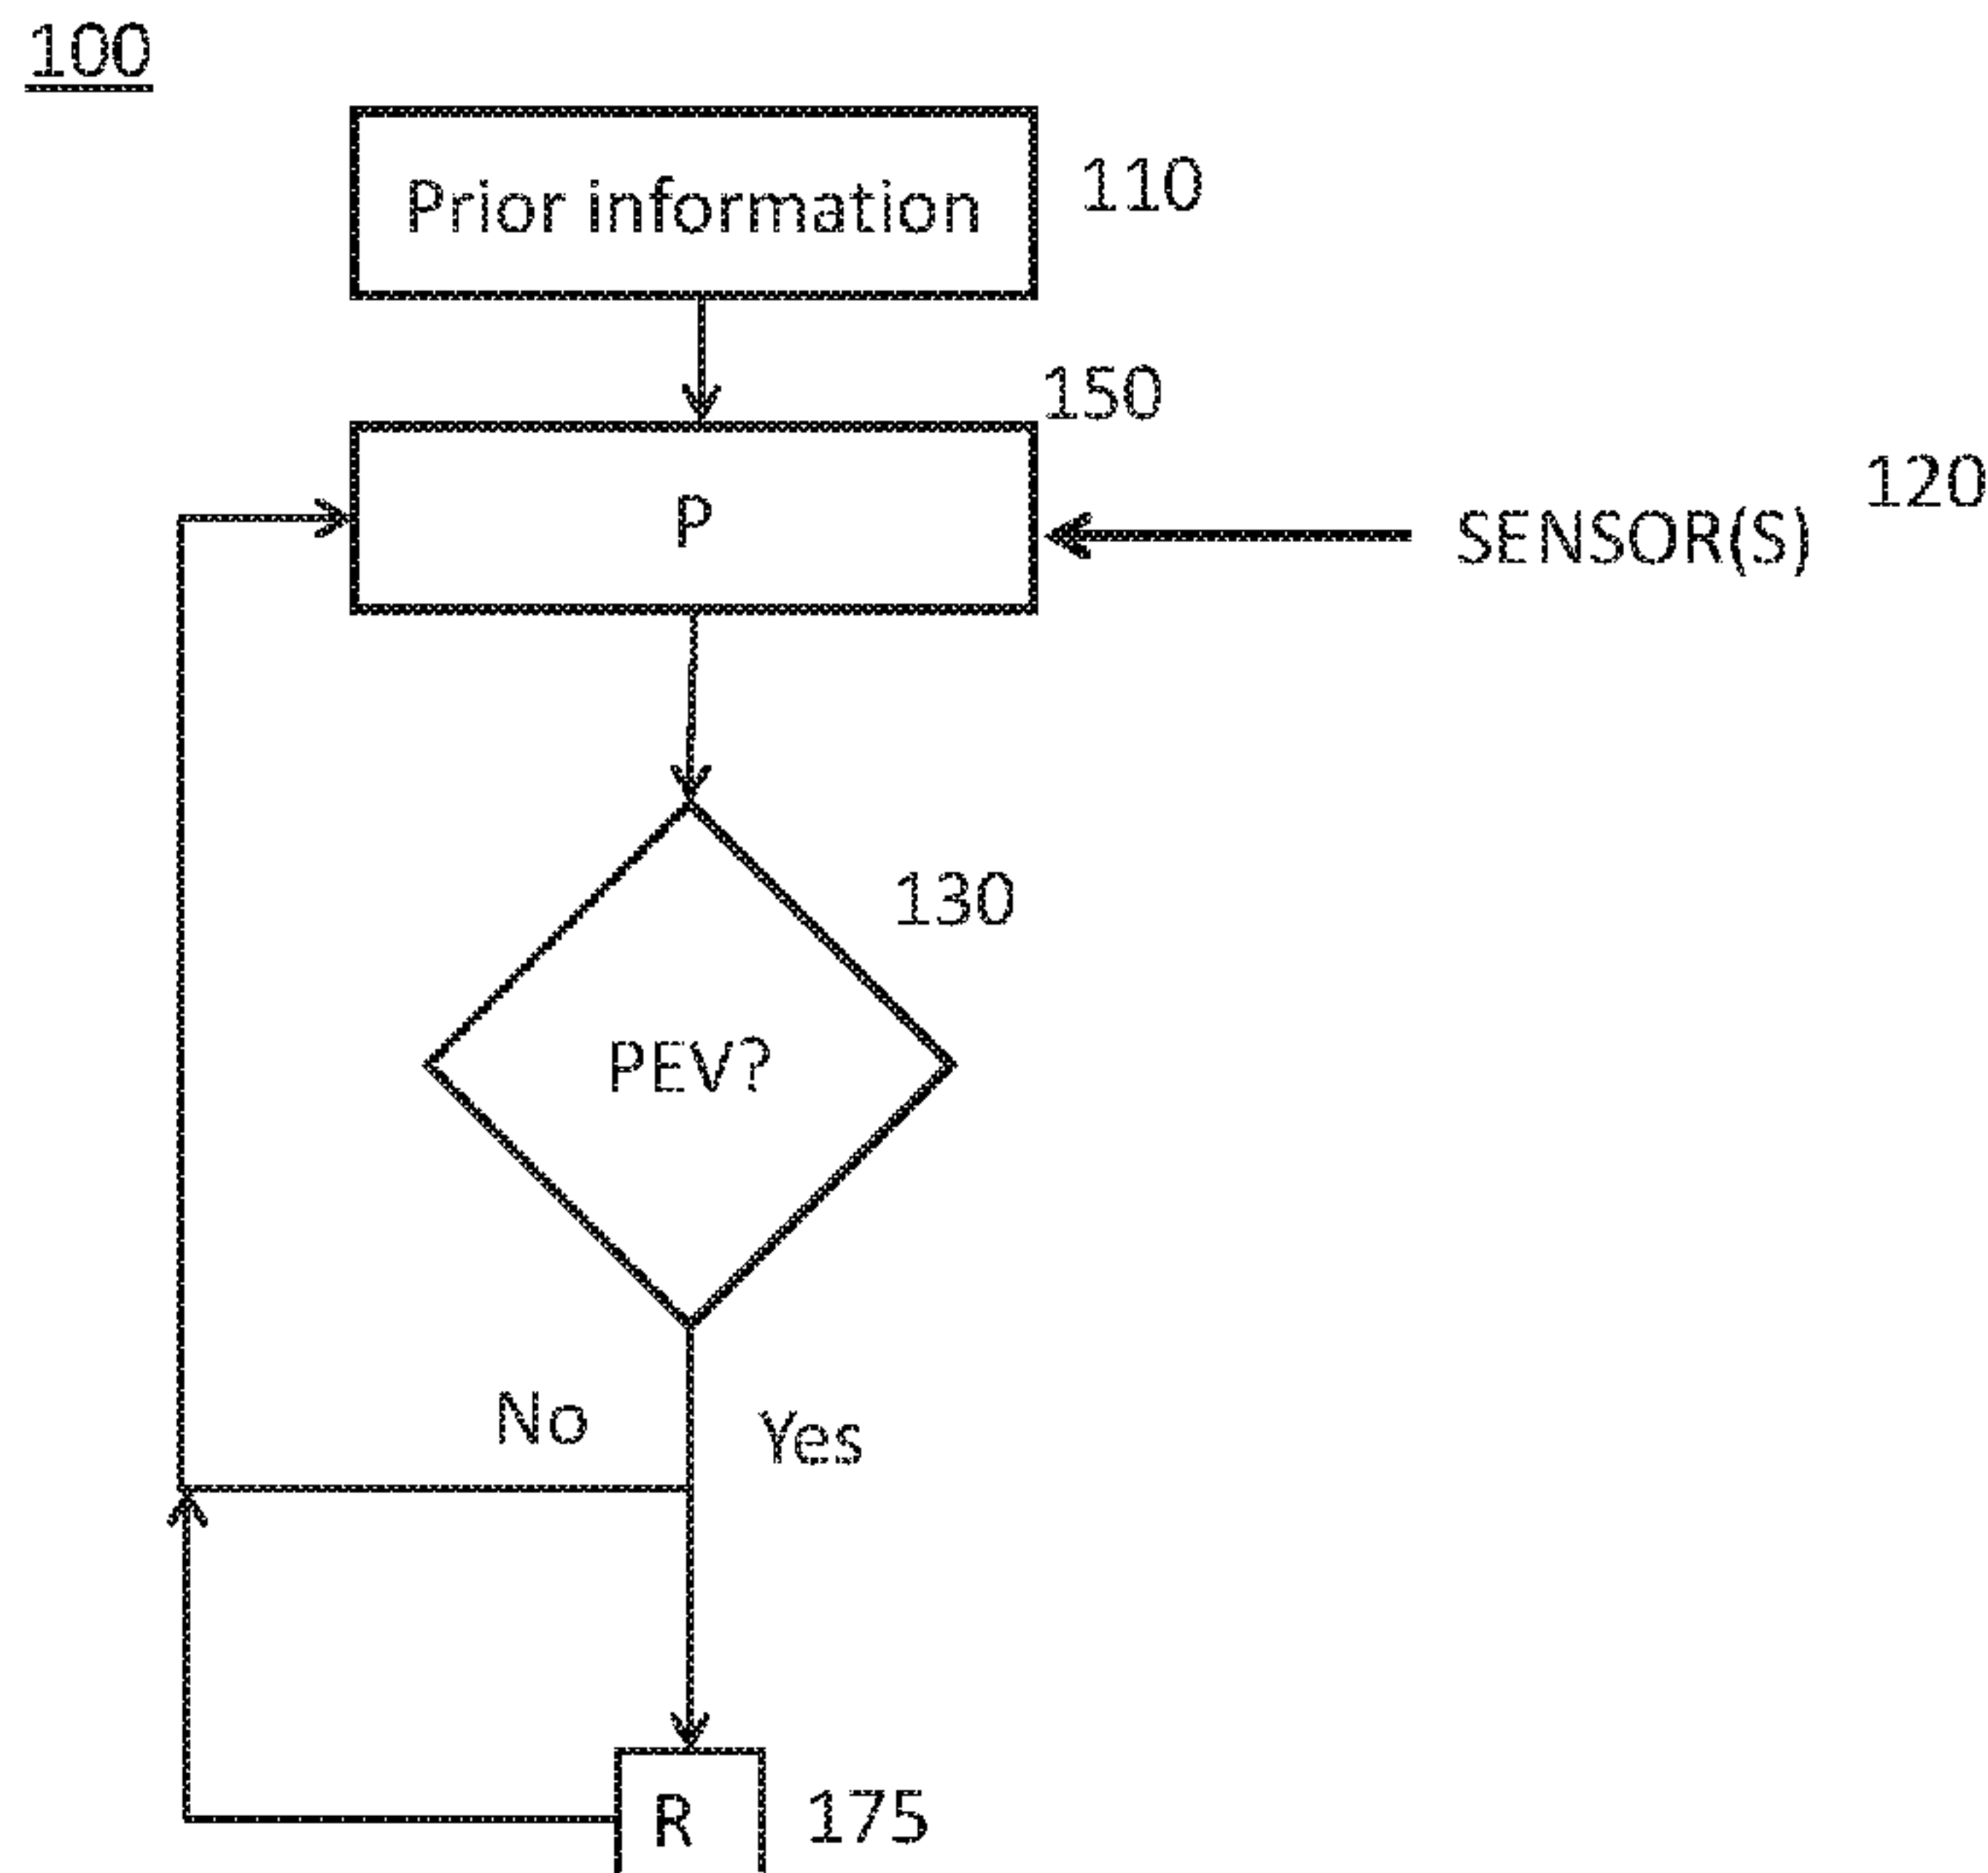 100
Prior information
110
150
P
120
SENSOR(S)
130
PEV?
No
Yes
R
175